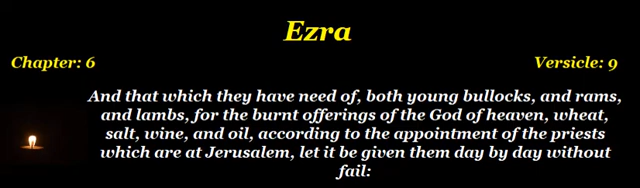 Ezra
Chapter: 6
Versicle: 9
And that which they have need of, both young bullocks, and rams,
and lambs, for the burnt offerings of the God of heaven, wheat,
salt, wine, and oil, according to the appointment of the priests
which are at Jerusalem, let it be given them day by day without
fail: